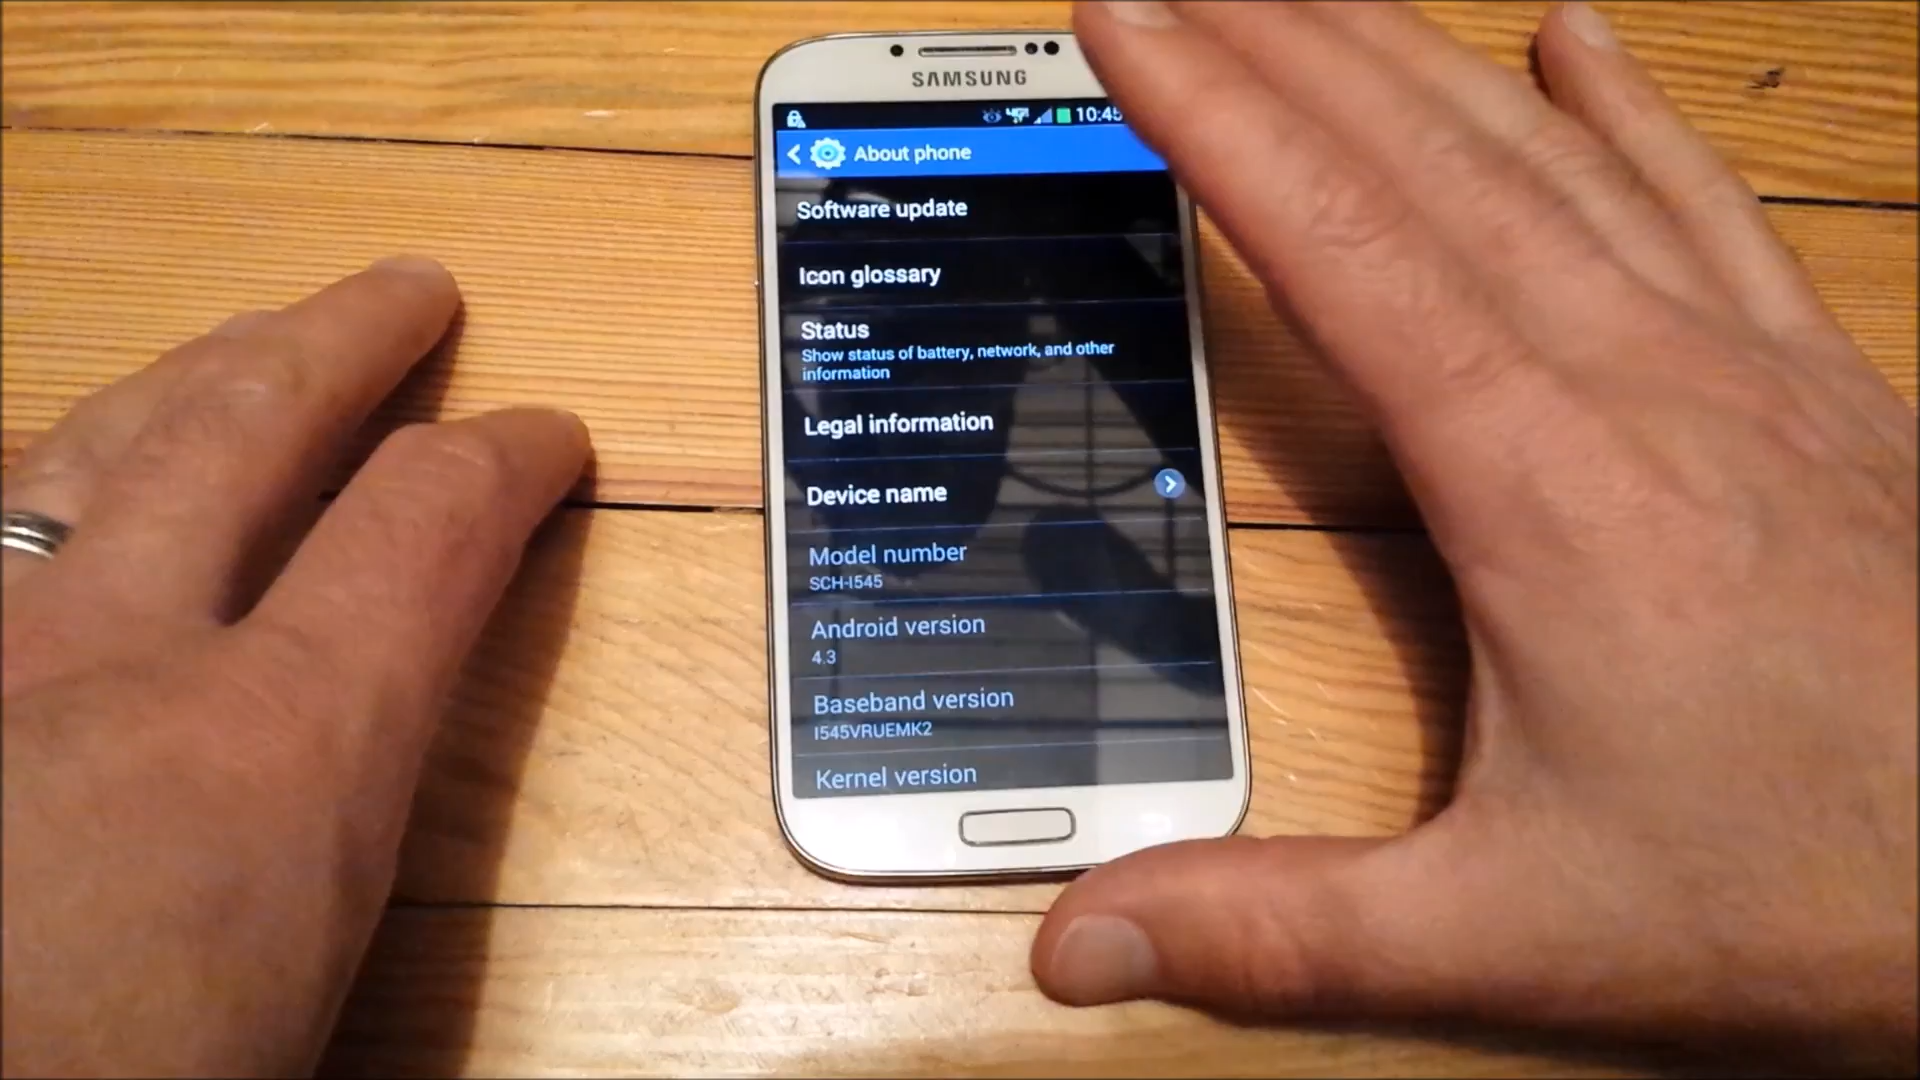 SAMSUNG
10:45
About phone
Software update
Icon glossary
Status
Show status of battery, network, and other
information
Legal information
Device name
Model number
SCH-I545
Android version
4.3
Baseband version
I545VRUEMK2
Kernel version